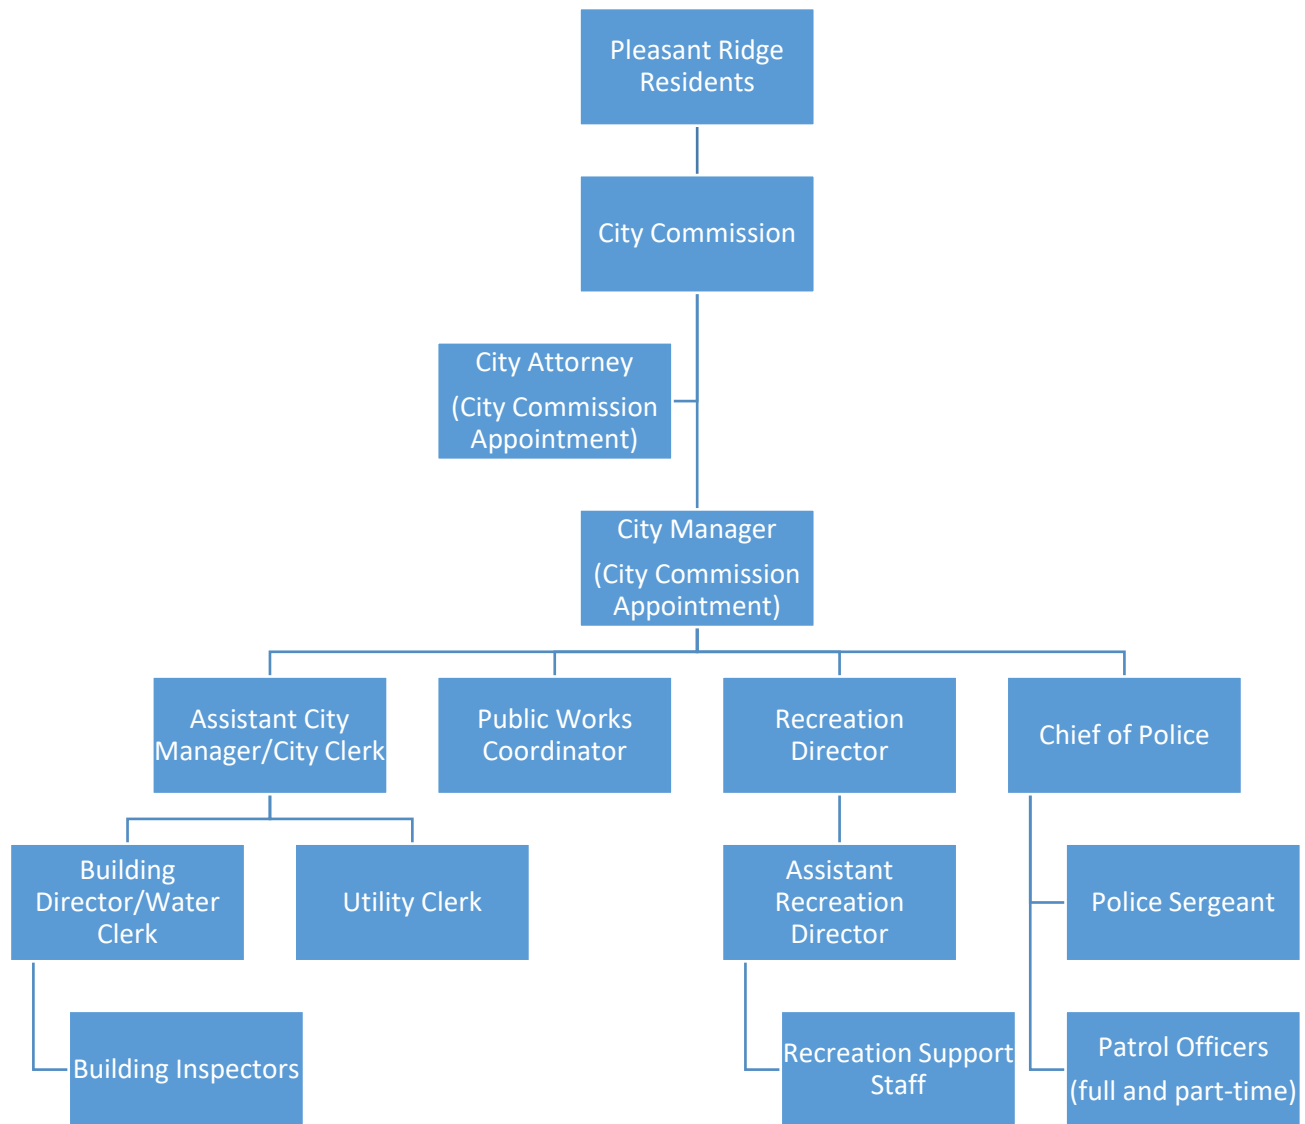 Pleasant Ridge
Residents
City Commission
City Attorney
(City Commission
Appointment)
City Manager
(City Commission
Appointment)
Assistant City
Manager/City Clerk
Public Works
Coordinator
Recreation
Director
Chief of Police
Building
Director/Water
Clerk
Utility Clerk
Assistant
Recreation
Director
Police Sergeant
Building Inspectors
Recreation Support
Staff
Patrol Officers
(full and part-time)